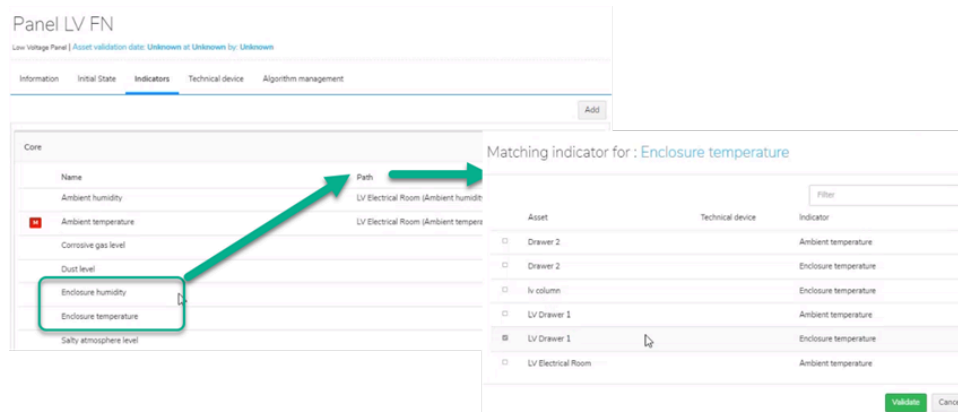 Panel LV FN
Low Voltage Panel | Asset validation date: Unknown at Unknown by: Unknown
Information Initial State Indicators Technical device Algorithm management
Add
Core
Name Path
Ambient humidity LV Electrical Room (Ambient humidit
M Ambient temperature LV Electrical Room (Ambient tempera
Corrosive gas level
Dust level
Enclosure humidity
Enclosure temperature
Salty atmosphere level
Matching indicator for : Enclosure temperature
Filter
Asset Technical device Indicator
Drawer 2 Ambient temperature
Drawer 2 Enclosure temperature
lv column Enclosure temperature
LV Drawer 1 Ambient temperature
LV Drawer 1 Enclosure temperature
LV Electrical Room Ambient temperature
Validate Cance